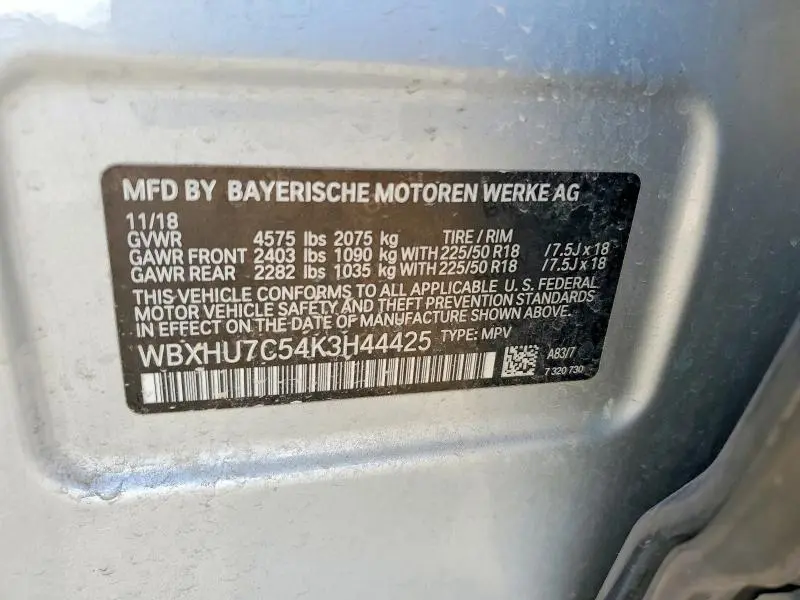 MFD BY BAYERISCHE MOTOREN WERKE AG
11/18
GVWR 4575 lbs 2075 kg TIRE / RIM
GAWR FRONT 2403 lbs 1090 kg WITH 225/50 R18 /7.5J x 18
GAWR REAR 2282 lbs 1035 kg WITH 225/50 R18 /7.5J x 18
THIS VEHICLE CONFORMS TO ALL APPLICABLE U. S. FEDERAL
MOTOR VEHICLE SAFETY AND THEFT PREVENTION STANDARDS
IN EFFECT ON THE DATE OF MANUFACTURE SHOWN ABOVE.
WBXHU7C54K3H44425 TYPE: MPV
A83/7
7 320 730